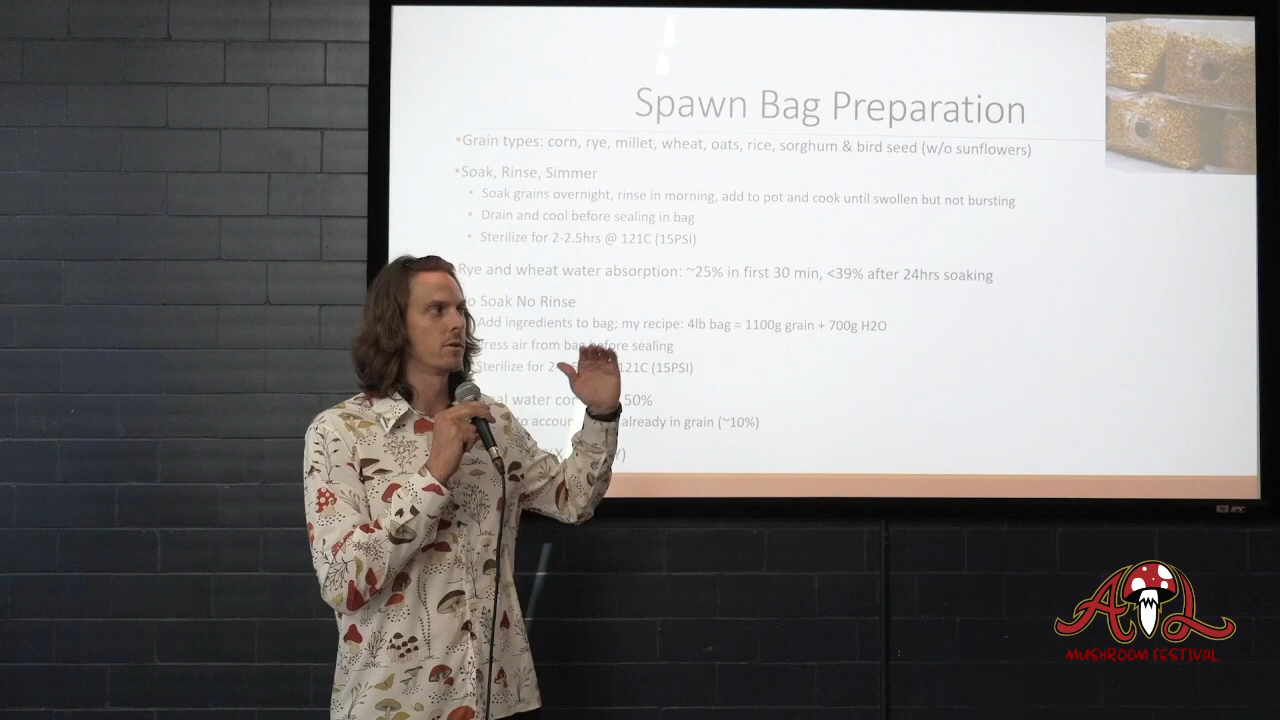 Spawn Bag Preparation
•Grain types: corn, rye, millet, wheat, oats, rice, sorghum & bird seed (w/o sunflowers)
•Soak, Rinse, Simmer
• Soak grains overnight, rinse in morning, add to pot and cook until swollen but not bursting
• Drain and cool before sealing in bag
• Sterilize for 2-2.5hrs @ 121C (15PSI)
Rye and wheat water absorption: ~25% in first 30 min, <39% after 24hrs soaking
Soak No Rinse
Add ingredients to bag; my recipe: 4lb bag = 1100g grain + 700g H2O
air from bag before sealing
Sterilize for 121C (15PSI)
water 50%
already in grain (~10%)
ATL
MUSHROOM FESTIVAL